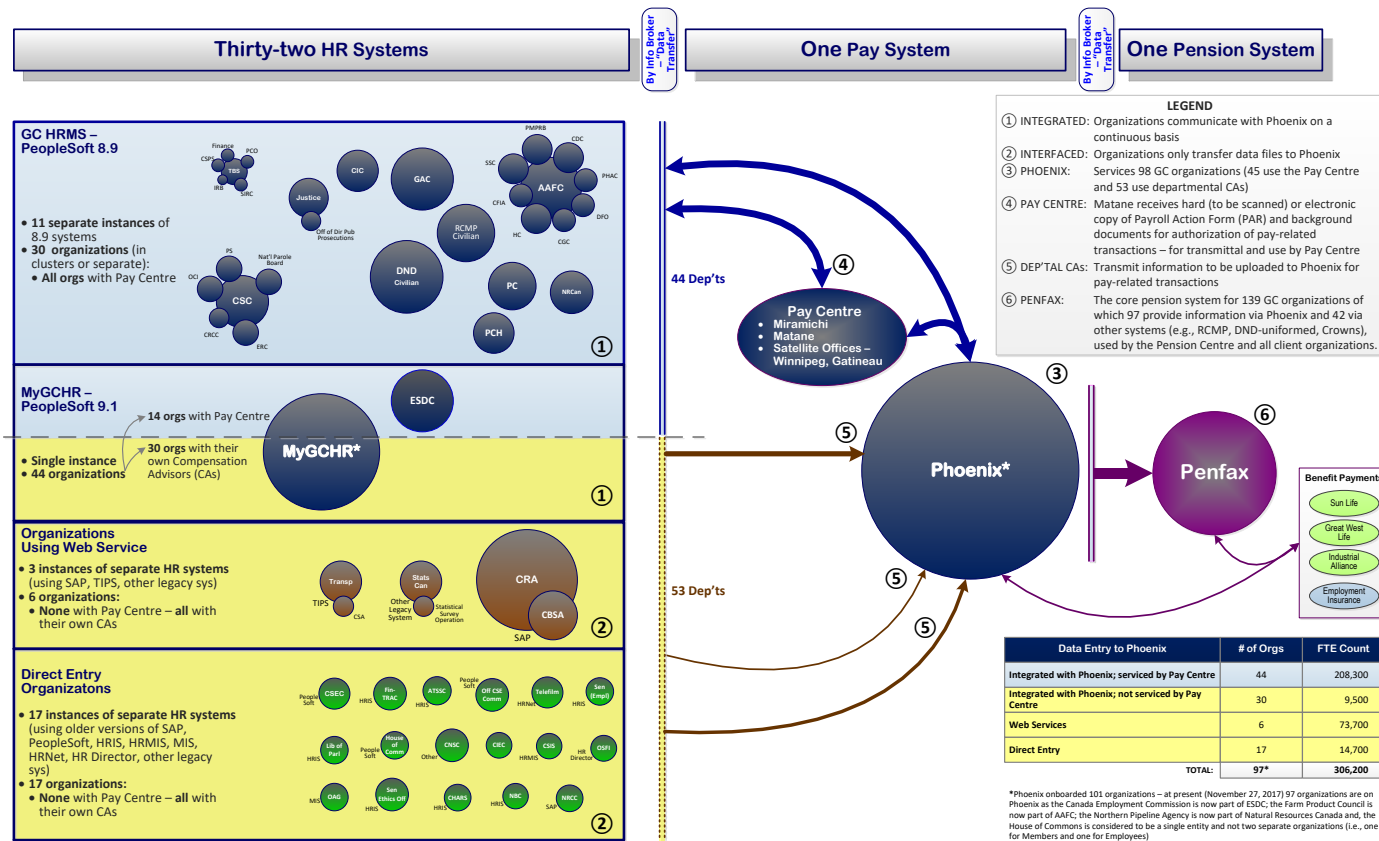 Thirty-two HR Systems
By Info Broker
– "Data
Transfer"
One Pay System
By Info Broker
– "Data
Transfer"
One Pension System
GC HRMS –
PeopleSoft 8.9
• 11 separate instances of
8.9 systems
• 30 organizations (in
clusters or separate):
• All orgs with Pay Centre
Finance
PCO
CSPS
TBS
IRB
SIRC
Justice
Off of Dir Pub
Prosecutions
CIC
GAC
RCMP
Civilian
DND
Civilian
PMPRB
CDC
SSC
PHAC
AAFC
CFIA
DFO
HC
CGC
PS
Nat'l Parole
Board
OCI
CSC
CRCC
ERC
PC
NRCan
PCH
1
MyGCHR –
PeopleSoft 9.1
14 orgs with Pay Centre
• Single instance
• 44 organizations
30 orgs with their
own Compensation
Advisors (CAs)
ESDC
MyGCHR*
1
Organizations
Using Web Service
• 3 instances of separate HR systems
(using SAP, TIPS, other legacy sys)
• 6 organizations:
• None with Pay Centre – all with
their own CAs
Transp
TIPS
CSA
Stats
Can
Other
Legacy
System
Statistical
Survey
Operation
CRA
CBSA
SAP
2
Direct Entry
Organizatons
• 17 instances of separate HR systems
(using older versions of SAP,
PeopleSoft, HRIS, HRMIS, MIS,
HRNet, HR Director, other legacy
sys)
• 17 organizations:
• None with Pay Centre – all with
their own CAs
People
Soft
CSEC
HRIS
Fin-
TRAC
HRIS
ATSSC
People
Soft
Off CSE
Comm
HRNet
Telefilm
HRIS
Sen
(Empl)
HRIS
Lib of
Parl
People
Soft
House
of
Comm
Other
CNSC
CIEC
HRMIS
CSIS
HR
Director
OSFI
MIS
OAG
HRIS
Sen
Ethics Off
HRIS
CHARS
HRIS
NBC
SAP
NRCC
2
44 Dep'ts
53 Dep'ts
4
Pay Centre
• Miramichi
• Matane
• Satellite Offices –
Winnipeg, Gatineau
3
5
Phoenix*
5
5
6
Penfax
LEGEND
1 INTEGRATED: Organizations communicate with Phoenix on a
continuous basis
2 INTERFACED: Organizations only transfer data files to Phoenix
3 PHOENIX: Services 98 GC organizations (45 use the Pay Centre
and 53 use departmental CAs)
4 PAY CENTRE: Matane receives hard (to be scanned) or electronic
copy of Payroll Action Form (PAR) and background
documents for authorization of pay-related
transactions – for transmittal and use by Pay Centre
5 DEP'TAL CAs: Transmit information to be uploaded to Phoenix for
pay-related transactions
6 PENFAX: The core pension system for 139 GC organizations of
which 97 provide information via Phoenix and 42 via
other systems (e.g., RCMP, DND-uniformed, Crowns),
used by the Pension Centre and all client organizations.
Benefit Payments
Sun Life
Great West
Life
Industrial
Alliance
Employment
Insurance
Data Entry to Phoenix # of Orgs FTE Count
Integrated with Phoenix; serviced by Pay Centre 44 208,300
Integrated with Phoenix; not serviced by Pay
Centre 30 9,500
Web Services 6 73,700
Direct Entry 17 14,700
TOTAL: 97* 306,200
*Phoenix onboarded 101 organizations – at present (November 27, 2017) 97 organizations are on
Phoenix as the Canada Employment Commission is now part of ESDC; the Farm Product Council is
now part of AAFC; the Northern Pipeline Agency is now part of Natural Resources Canada and, the
House of Commons is considered to be a single entity and not two separate organizations (i.e., one
for Members and one for Employees)